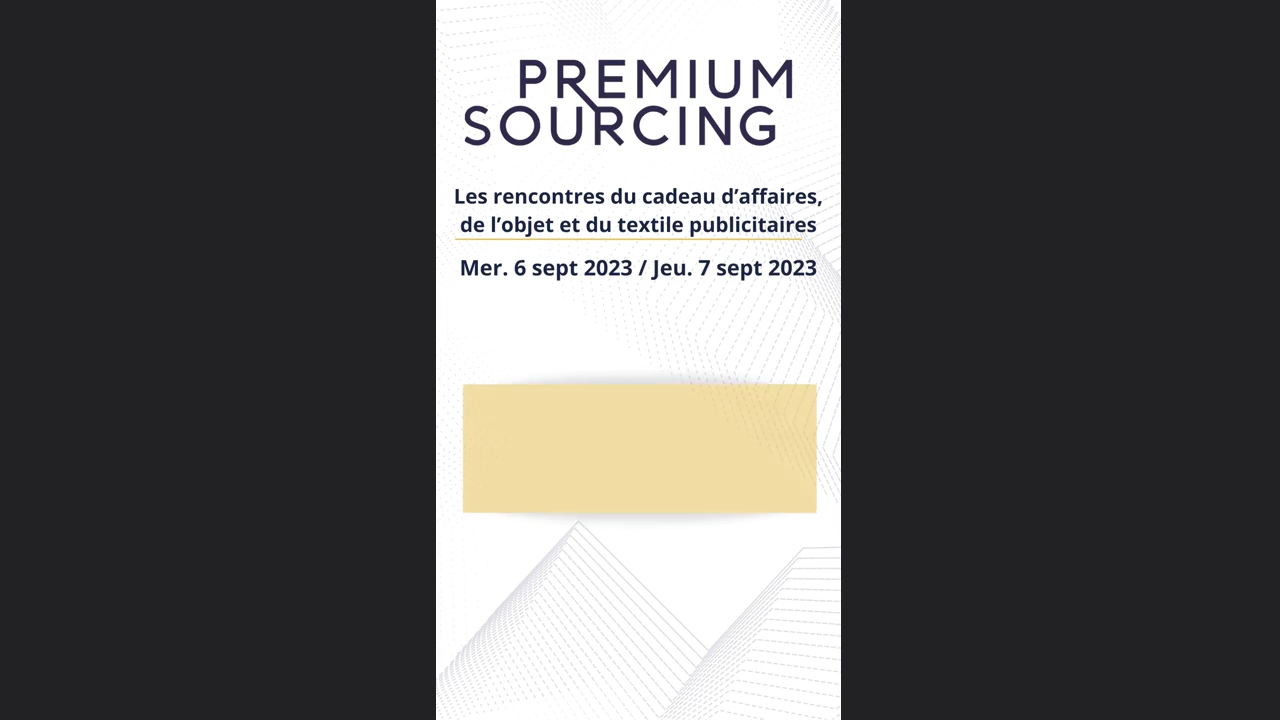 PREMIUM
SOURCING
Les rencontres du cadeau d’affaires,
de l’objet et du textile publicitaires
Mer. 6 sept 2023 / Jeu. 7 sept 2023